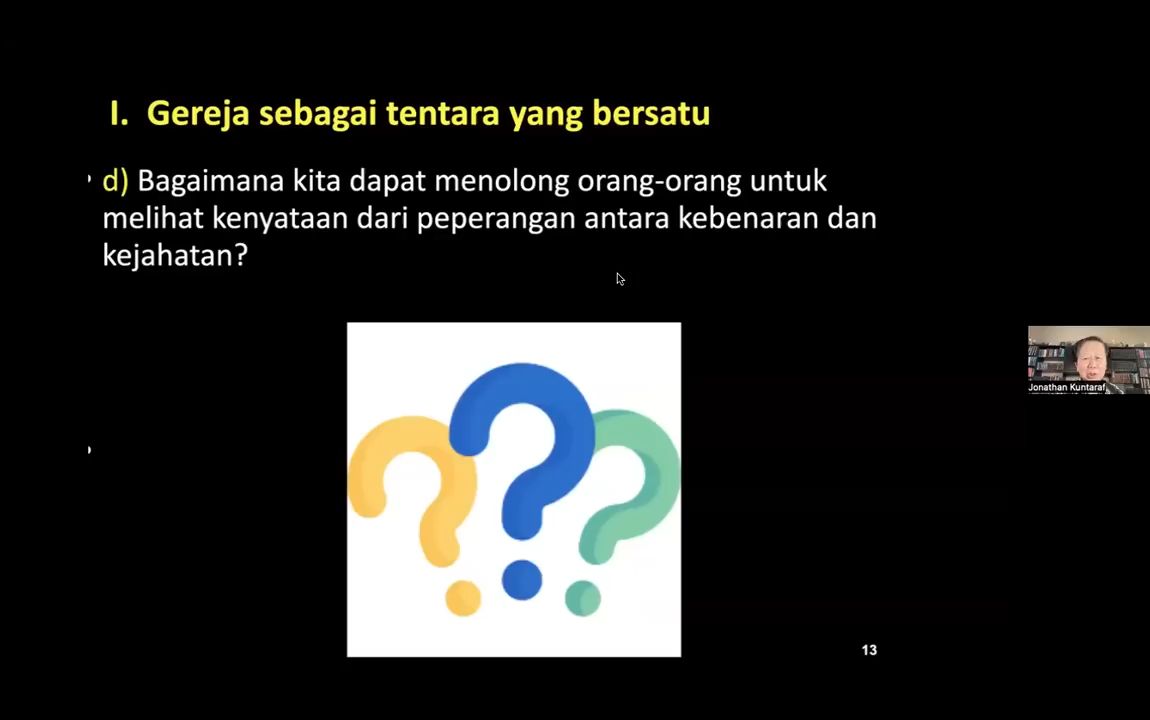 I. Gereja sebagai tentara yang bersatu
d) Bagaimana kita dapat menolong orang-orang untuk
melihat kenyataan dari peperangan antara kebenaran dan
kejahatan?
Jonathan Kuntaraf
13